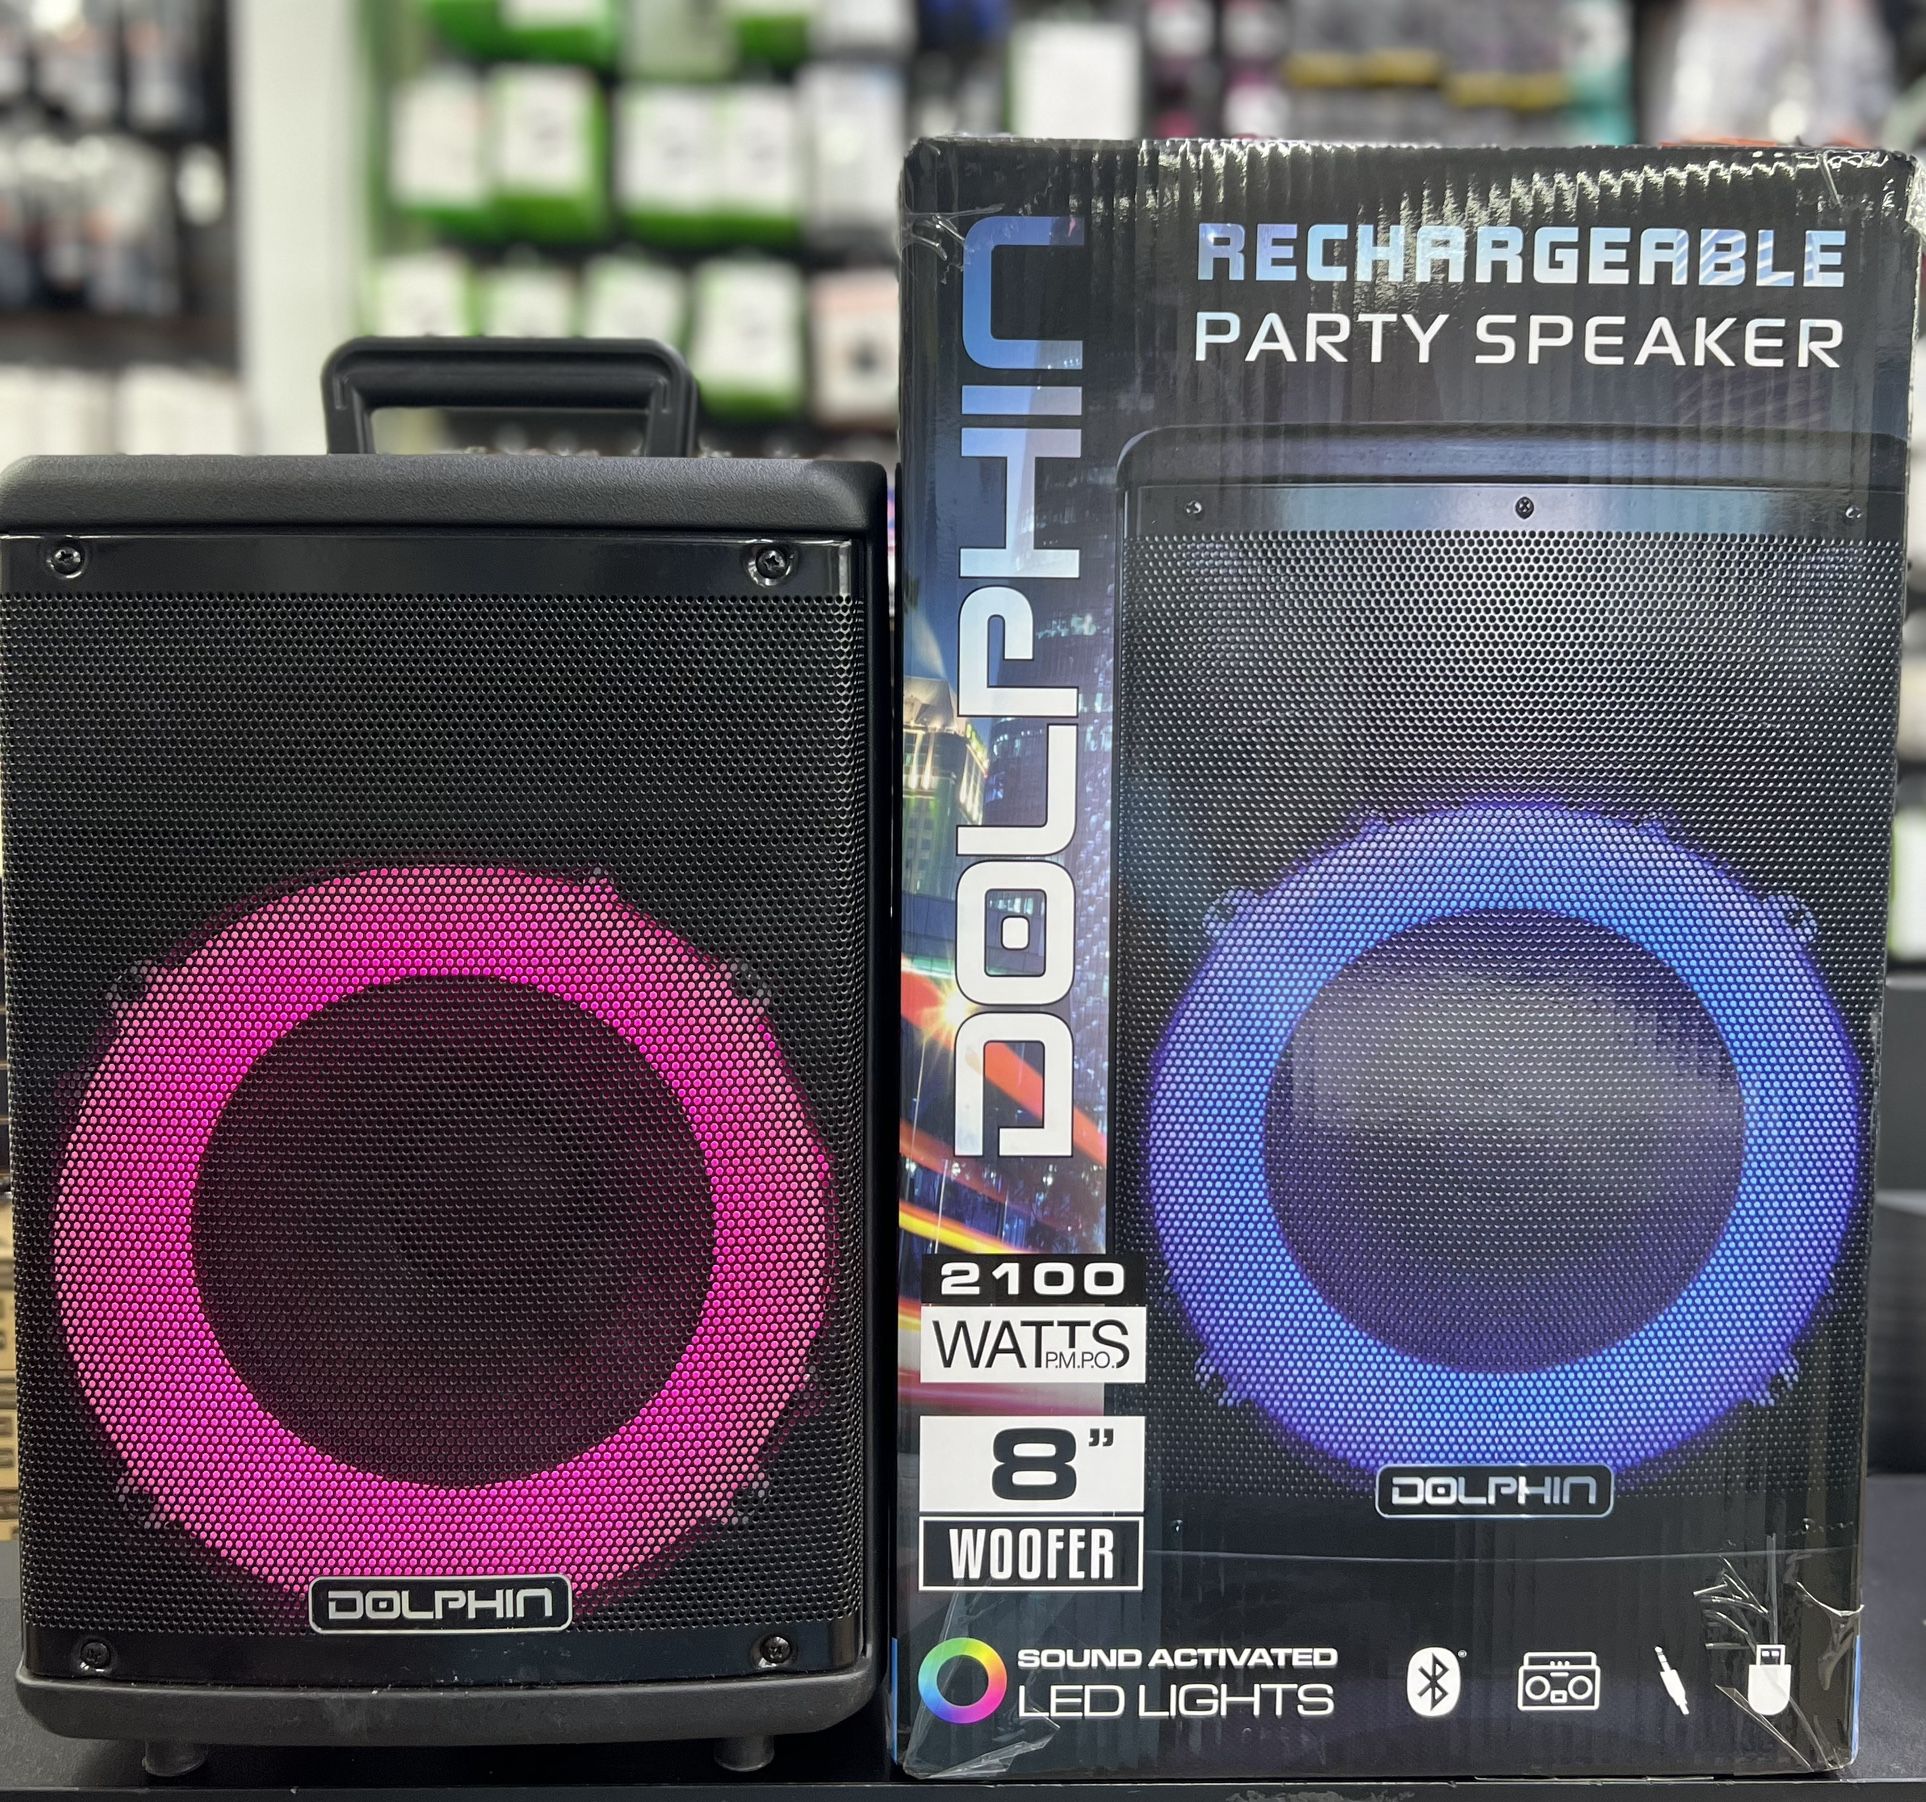 DOLPHIN
RECHARGEABLE
PARTY SPEAKER
DOLPHIN
2100
WATTS
P.M.P.O.
8”
WOOFER
DOLPHIN
SOUND ACTIVATED
LED LIGHTS